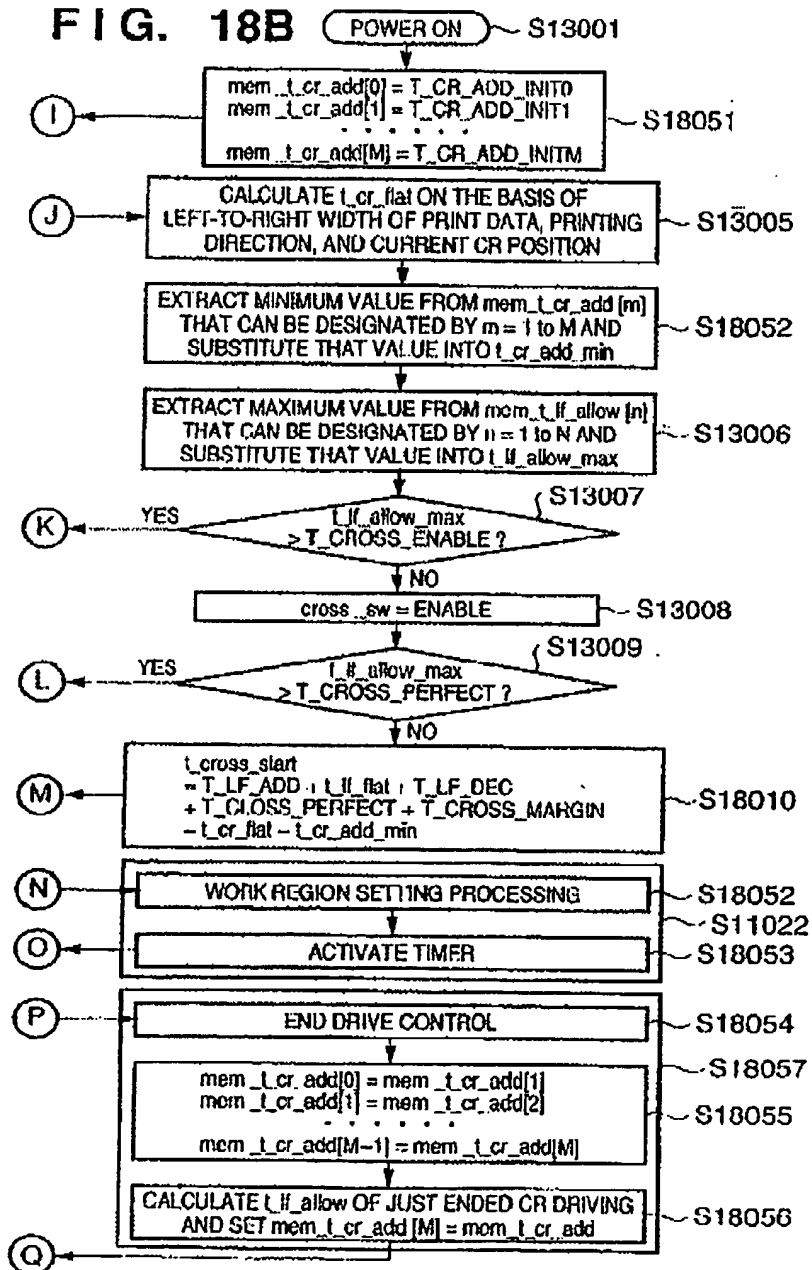 FIG. 18B
POWER ON
S13001
mem_t_cr_add[0] = T_CR_ADD_INIT0
mem_t_cr_add[1] = T_CR_ADD_INIT1
· · · · · ·
mem_t_cr_add[M] = T_CR_ADD_INITM
S18051
I
J
CALCULATE t_cr_flat ON THE BASIS OF
LEFT-TO-RIGHT WIDTH OF PRINT DATA, PRINTING
DIRECTION, AND CURRENT CR POSITION
S13005
EXTRACT MINIMUM VALUE FROM mem_t_cr_add [m]
THAT CAN BE DESIGNATED BY m = 1 to M AND
SUBSTITUTE THAT VALUE INTO t_cr_add_min
S18052
EXTRACT MAXIMUM VALUE FROM mem_t_lf_allow [n]
THAT CAN BE DESIGNATED BY n = 1 to N AND
SUBSTITUTE THAT VALUE INTO t_lf_allow_max
S13006
S13007
K
YES
t_lf_allow_max
> T_CROSS_ENABLE ?
NO
cross_sw = ENABLE
S13008
S13009
L
YES
t_lf_allow_max
> T_CROSS_PERFECT ?
NO
M
t_cross_start
= T_LF_ADD + t_lf_flat + T_LF_DEC
+ T_CLOSS_PERFECT + T_CROSS_MARGIN
− t_cr_flat − t_cr_add_min
S18010
N
WORK REGION SETTING PROCESSING
S18052
S11022
O
ACTIVATE TIMER
S18053
P
END DRIVE CONTROL
S18054
S18057
mem_t_cr_add[0] = mem_t_cr_add[1]
mem_t_cr_add[1] = mem_t_cr_add[2]
· · · · · ·
mem_t_cr_add[M−1] = mem_t_cr_add[M]
S18055
CALCULATE t_lf_allow OF JUST ENDED CR DRIVING
AND SET mem_t_cr_add [M] = mom_t_cr_add
S18056
Q